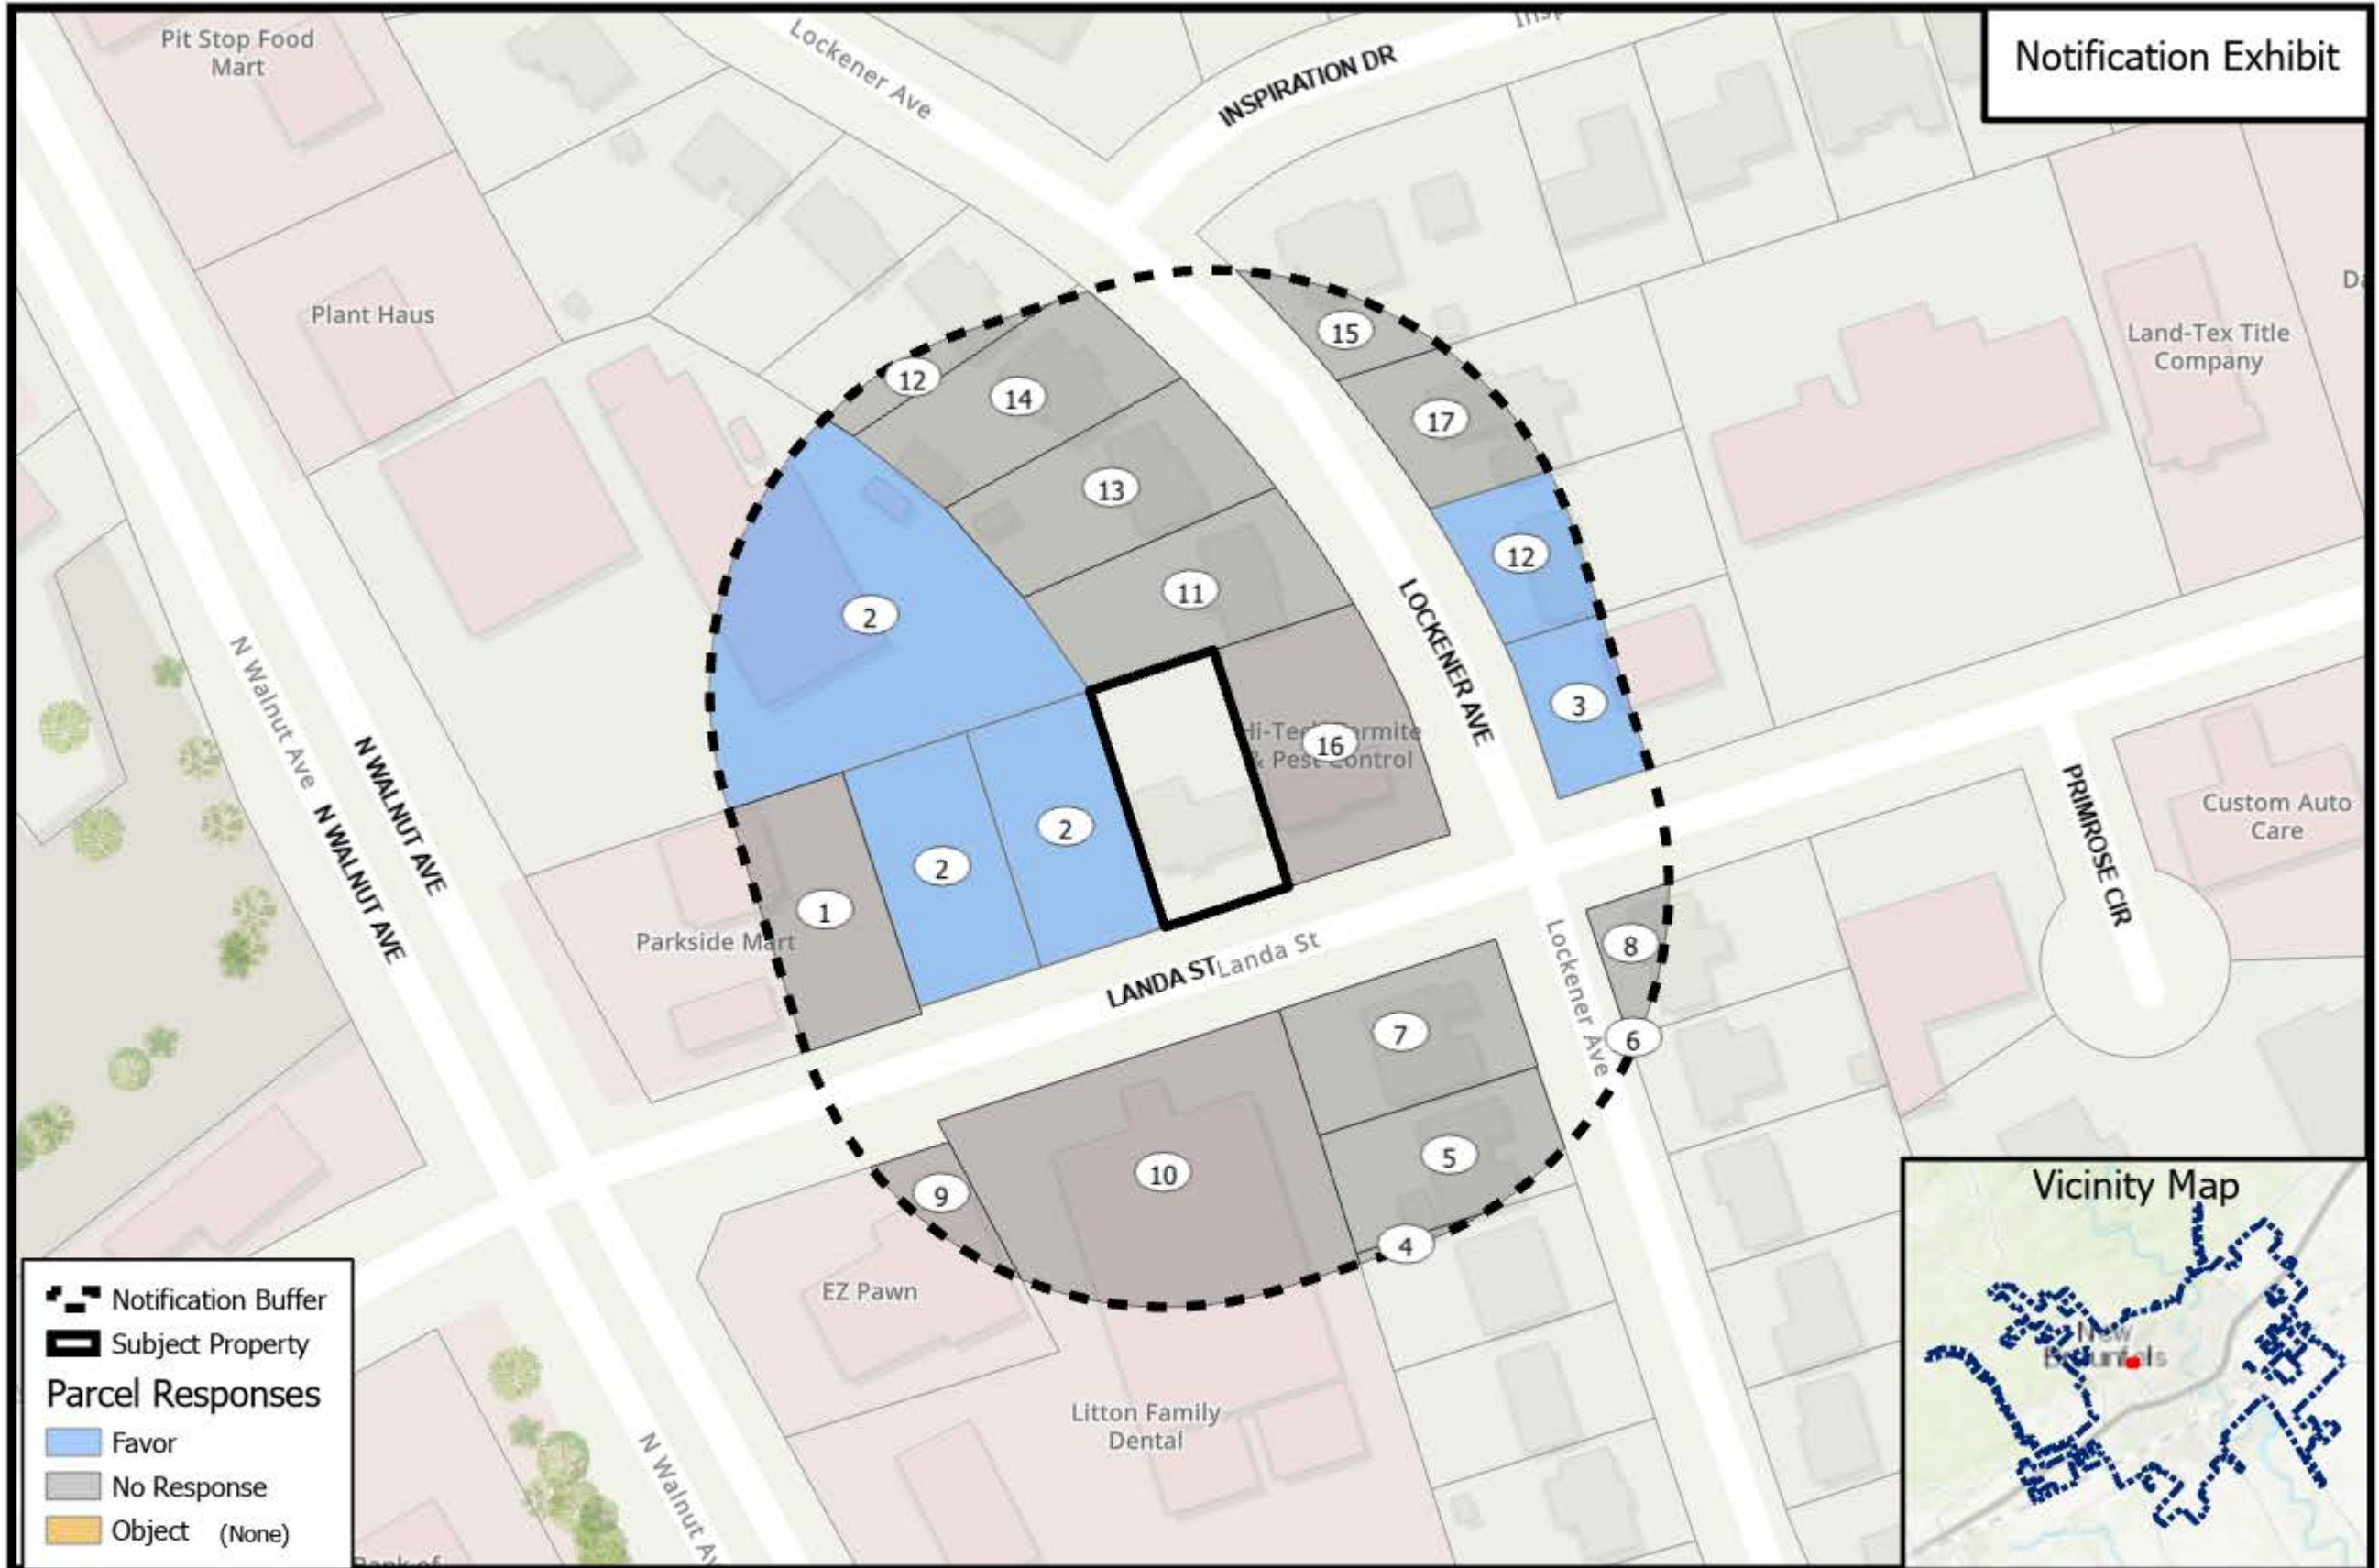 Notification Exhibit
Pit Stop Food
Mart
Lockener Ave
INSPIRATION DR
Plant Haus
Land-Tex Title
Company
15
12
14
17
13
12
11
2
3
LOCKENER AVE
N Walnut Ave
N WALNUT AVE
N WALNUT AVE
16
2
2
1
Parkside Mart
PRIMROSE CIR
Custom Auto
Care
LANDA ST
Landa St
Lockener Ave
8
6
7
5
4
10
9
EZ Pawn
Litton Family
Dental
N Walnut Av
Notification Buffer
Subject Property
Parcel Responses
Favor
No Response
Object (None)
Vicinity Map
New